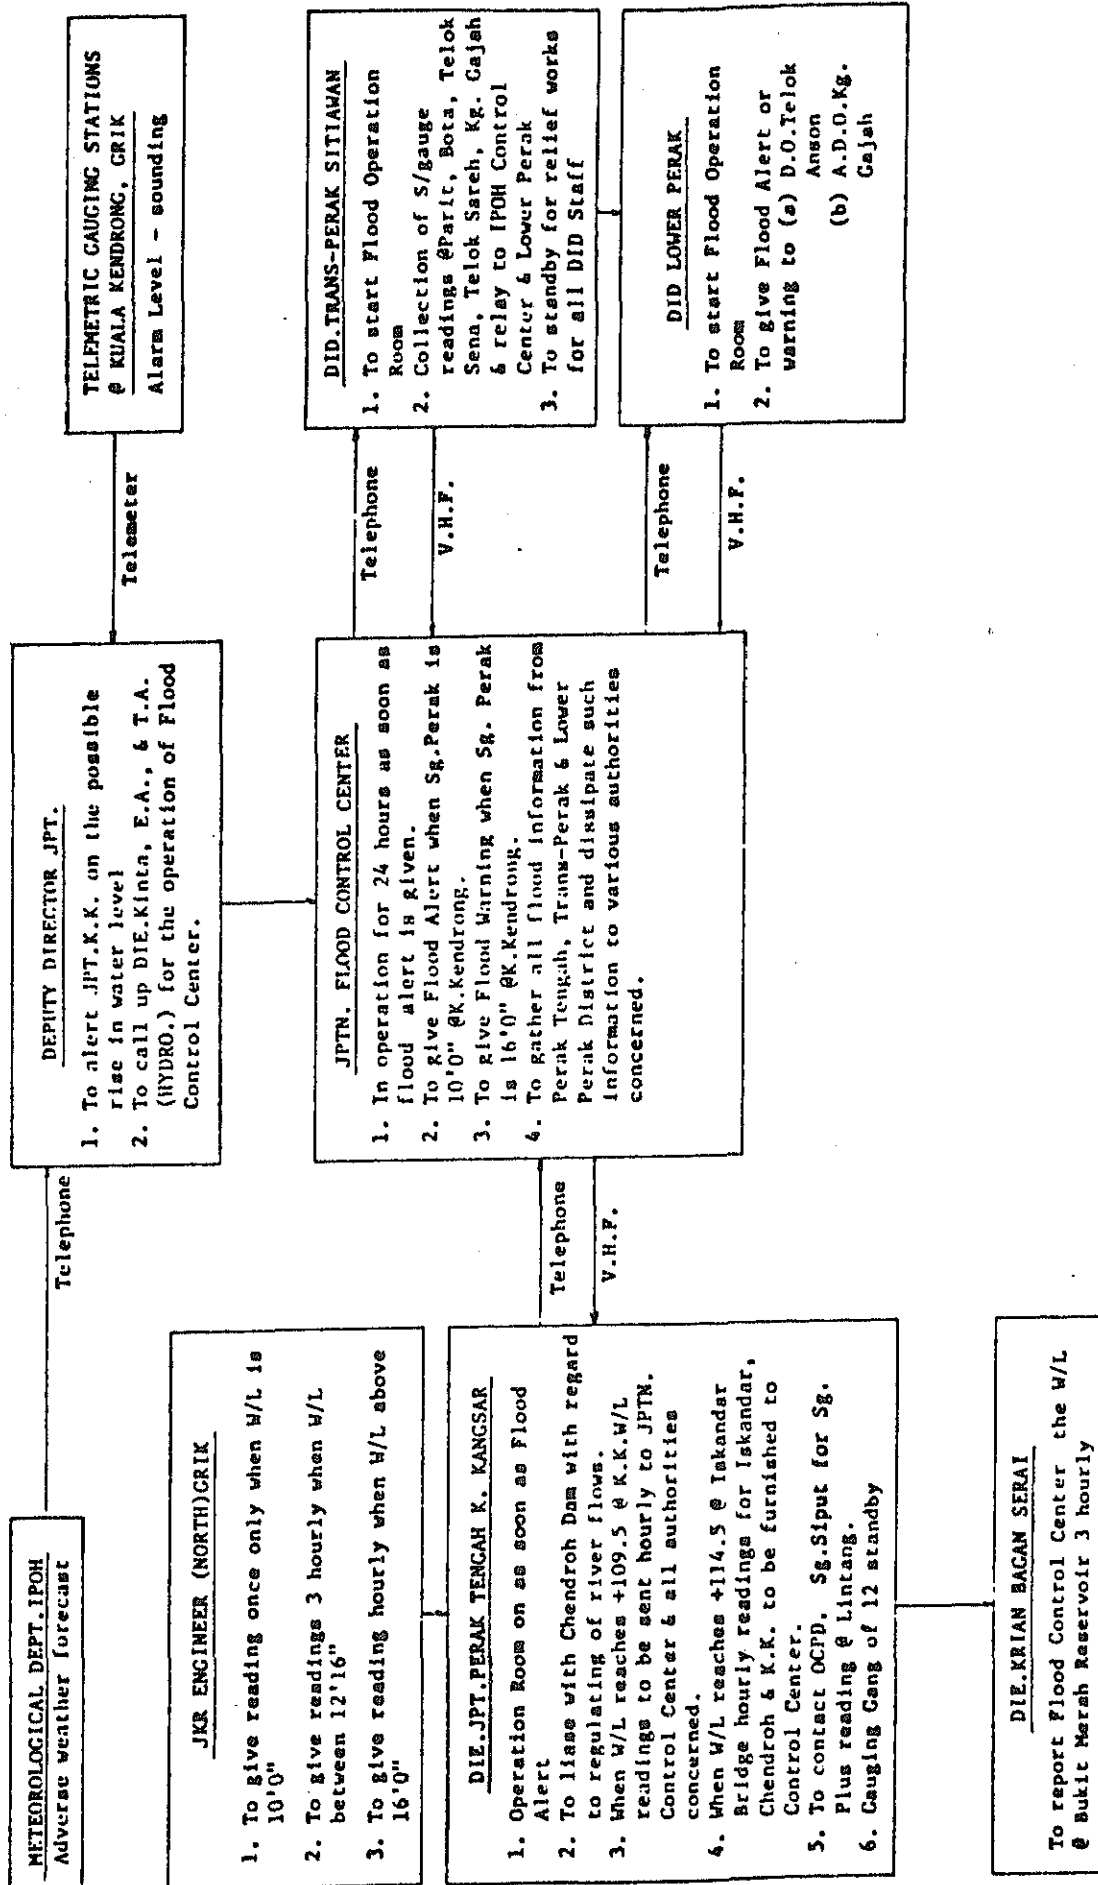 METEOROLOGICAL DEPT.IPOH
Adverse weather forecast
Telephone
DEPUTY DIRECTOR JPT.
1. To alert JPT.K.K. on the possible
rise in water level
2. To call up DIE.Kinta, E.A., & T.A.
(HYDRO.) for the operation of Flood
Control Center.
Telemeter
TELEMETRIC GAUGING STATIONS
@ KUALA KENDRONG, GRIK
Alarm Level - sounding
JKR ENGINEER (NORTH)GRIK
1. To give reading once only when W/L is
10'0"
2. To give readings 3 hourly when W/L
between 12'16"
3. To give reading hourly when W/L above
16'0"
DIE.JPT.PERAK TENGAH K. KANGSAR
1. Operation Room on as soon as Flood
Alert
2. To liase with Chendroh Dam with regard
to regulating of river flows.
3. When W/L reaches +109.5 @ K.K.W/L
readings to be sent hourly to JPTN.
Control Center & all authorities
concerned.
4. When W/L reaches +114.5 @ Iskandar
Bridge hourly readings for Iskandar,
Chendroh & K.K. to be furnished to
Control Center.
5. To contact OCPD. Sg.Siput for Sg.
Plus reading @ Lintang.
6. Gauging Gang of 12 standby
Telephone
V.H.F.
JPTN. FLOOD CONTROL CENTER
1. In operation for 24 hours as soon as
flood alert is given.
2. To give Flood Alert when Sg.Perak is
10'0" @K.Kendrong.
3. To give Flood Warning when Sg. Perak
is 16'0" @K.Kendrong.
4. To gather all flood information from
Perak Tengah, Trans-Perak & Lower
Perak District and dissipate such
information to various authorities
concerned.
Telephone
V.H.F.
DID.TRANS-PERAK SITIAWAN
1. To start Flood Operation
Room
2. Collection of S/gauge
readings @Parit, Bota, Telok
Sena, Telok Sareh, Kg. Gajah
& relay to IPOH Control
Center & Lower Perak
3. To standby for relief works
for all DID Staff
Telephone
V.H.F.
DID LOWER PERAK
1. To start Flood Operation
Room
2. To give Flood Alert or
warning to (a) D.O.Telok
Anson
(b) A.D.O.Kg.
Gajah
DIE.KRIAN BAGAN SERAI
To report Flood Control Center the W/L
@ Bukit Merah Reservoir 3 hourly